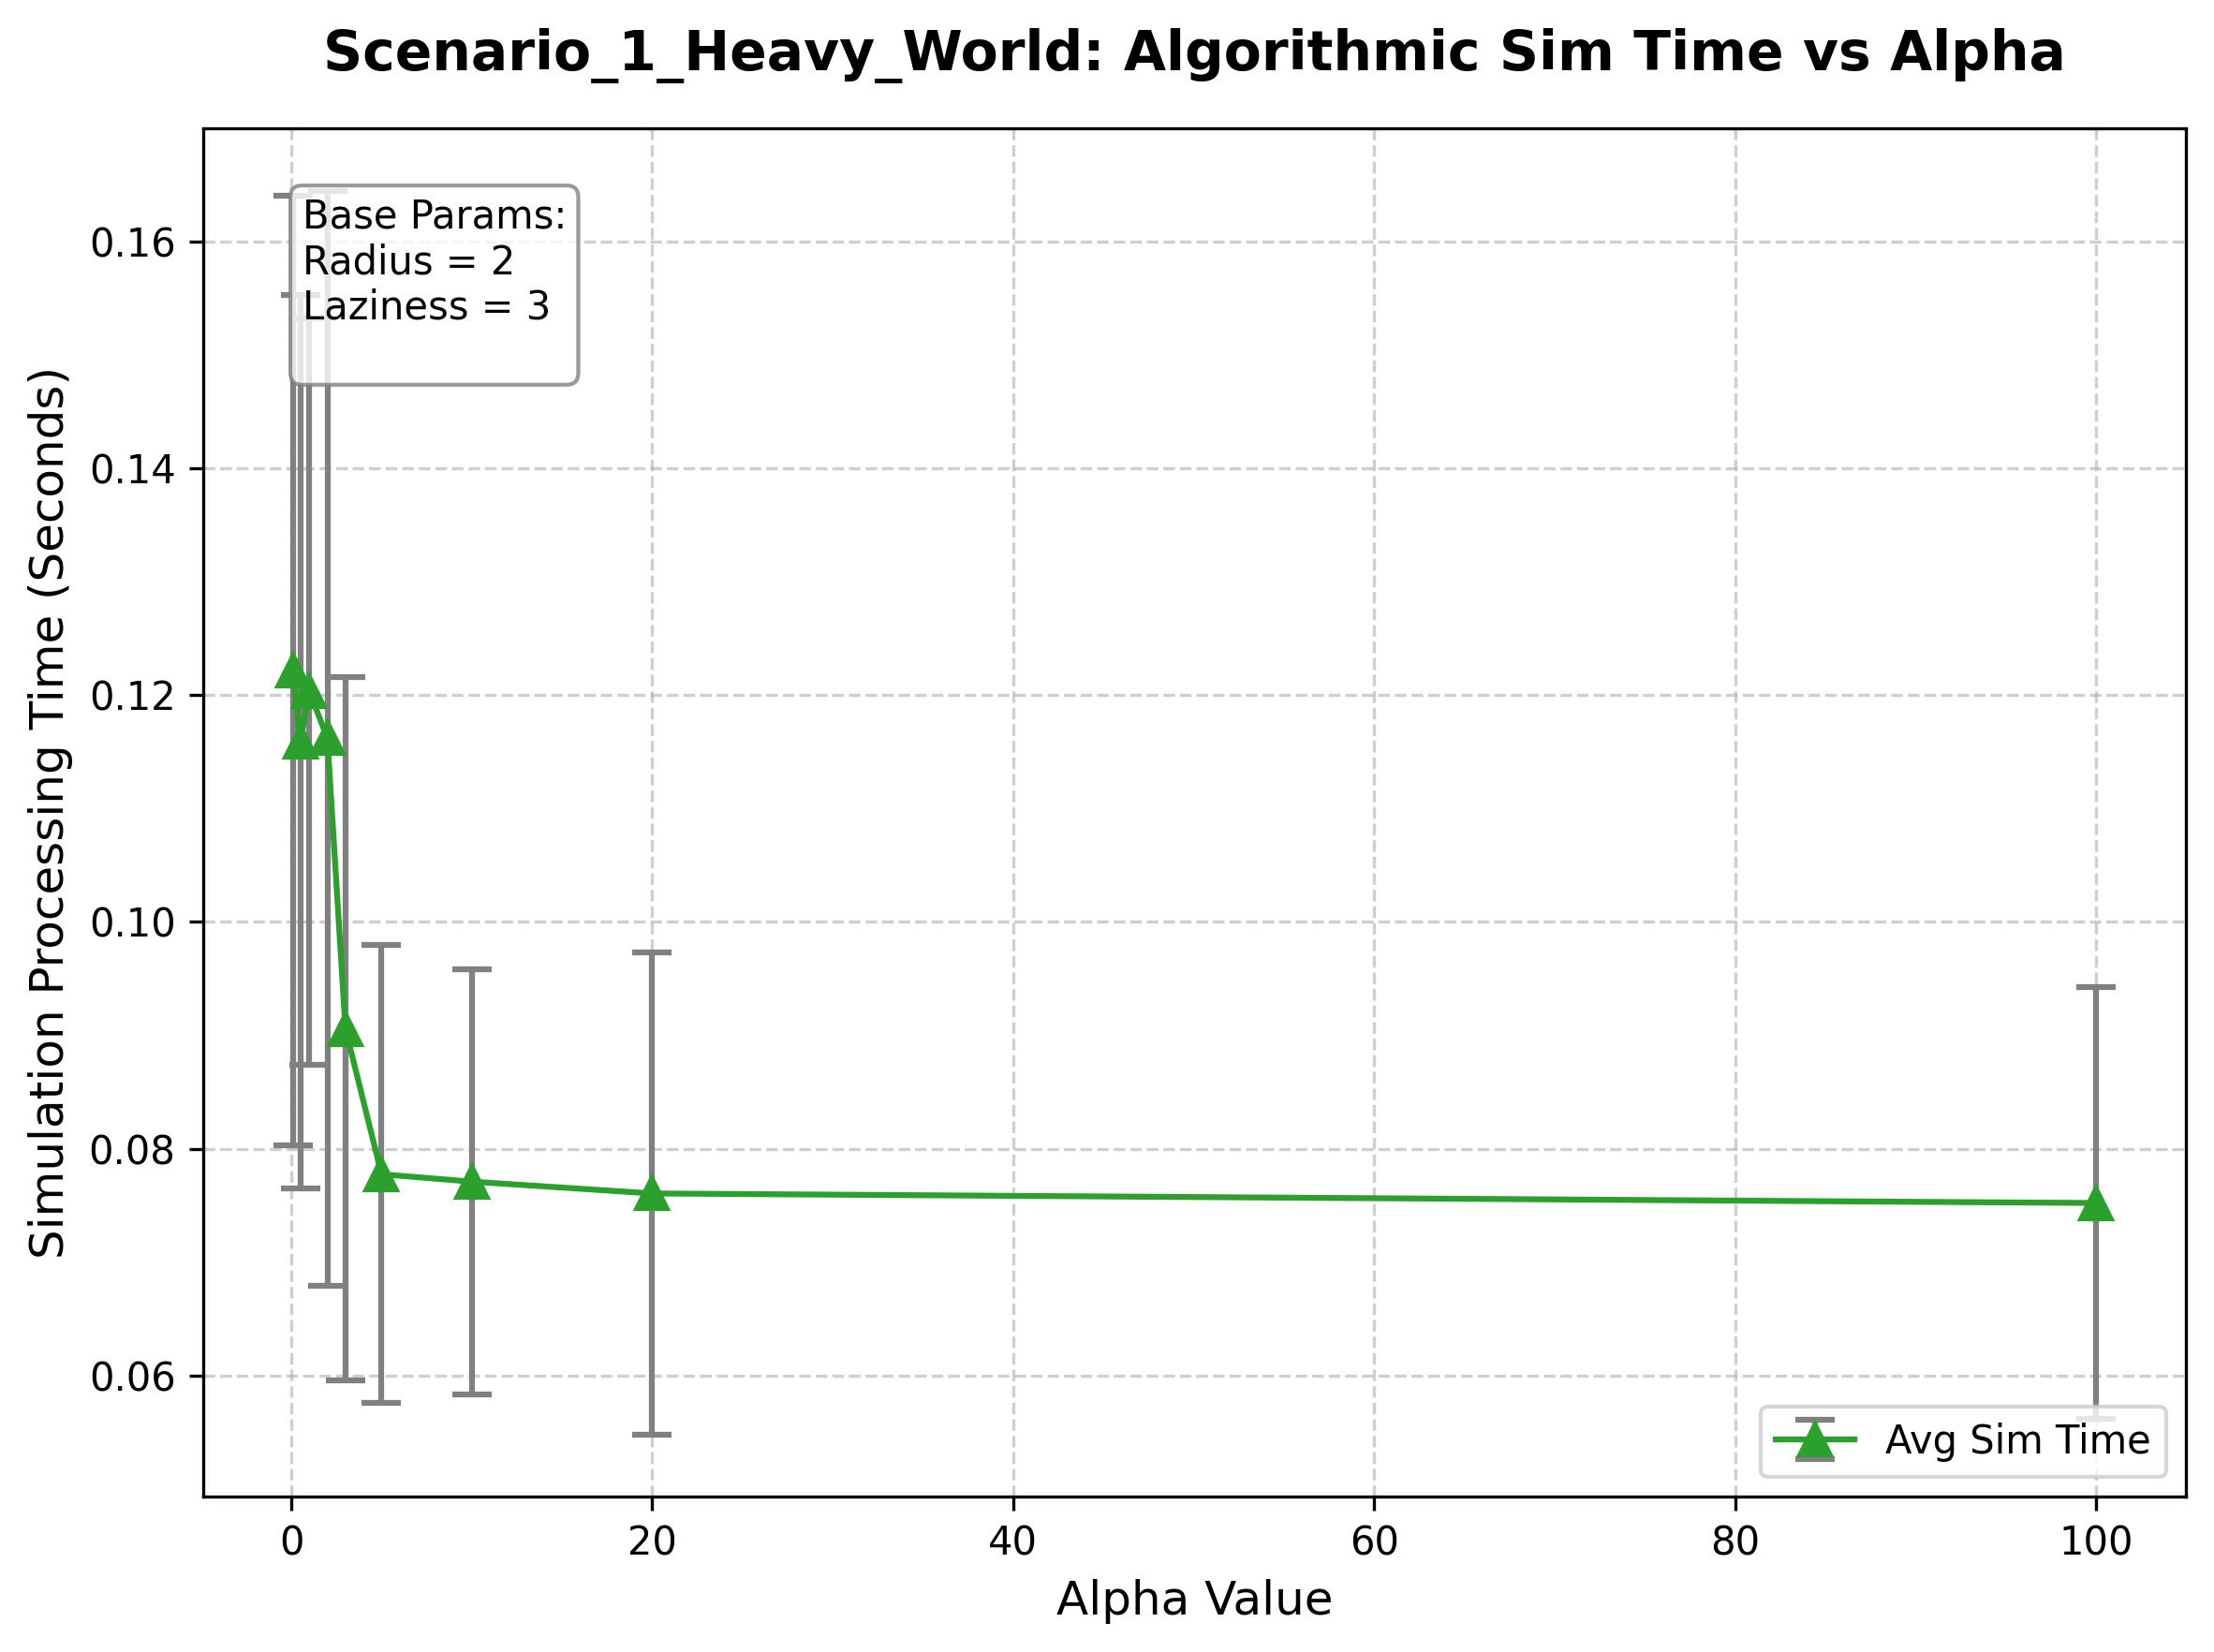 Scenario_1_Heavy_World: Algorithmic Sim Time vs Alpha
Base Params:
Radius = 2
Laziness = 3
Simulation Processing Time (Seconds)
0.16
0.14
0.12
0.10
0.08
0.06
Avg Sim Time
0 20 40 60 80 100
Alpha Value